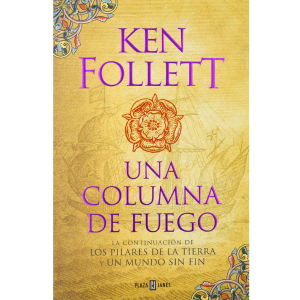 KEN
FOLLETT
UNA
COLUMNA
DE FUEGO
LA CONTINUACIÓN DE
LOS PILARES DE LA TIERRA
Y UN MUNDO SIN FIN
PLAZA JANÉS